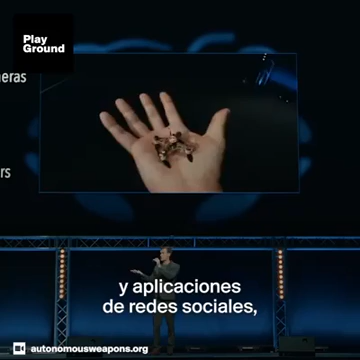 Play
Ground
eras
rs
y aplicaciones
de redes sociales,
autonomousweapons.org